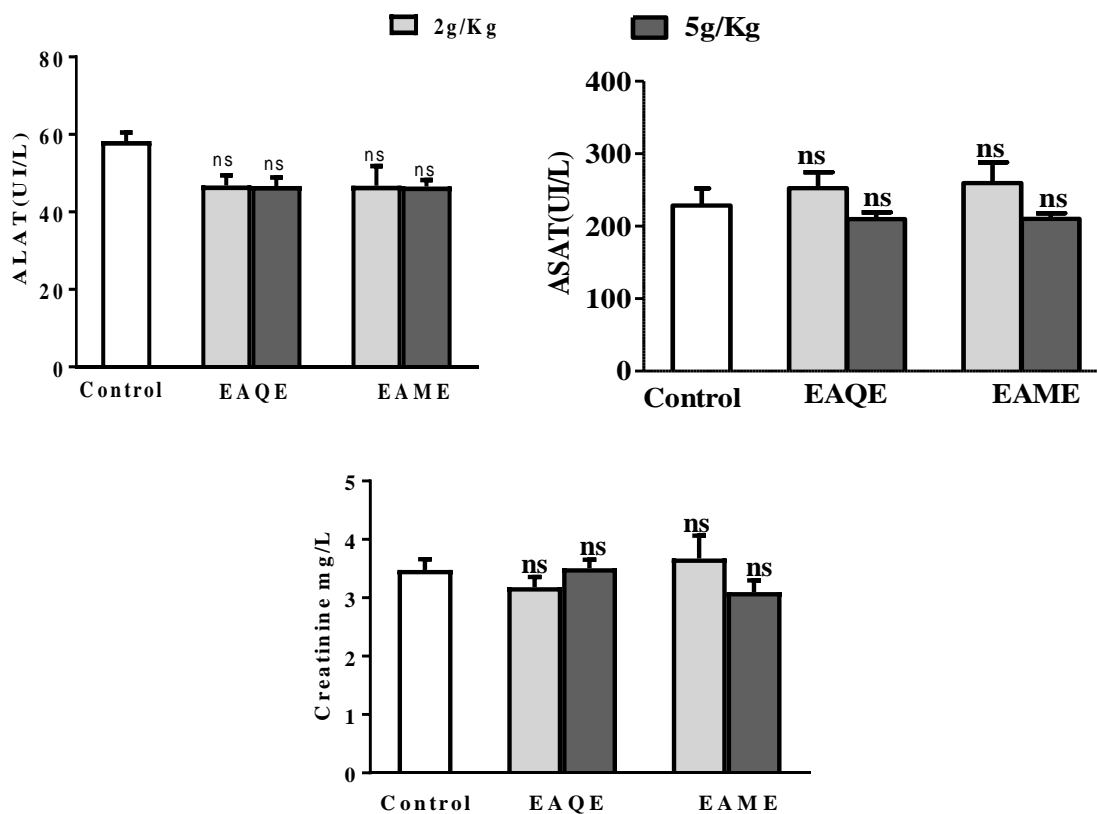 2g/Kg
5g/Kg
ALAT(UI/L)
80
60
40
20
0
ns
ns
ns
ns
Control
EAQE
EAME
ASAT(UI/L)
400
300
200
100
0
ns
ns
ns
ns
Control
EAQE
EAME
Creatinine mg/L
5
4
3
2
1
0
ns
ns
ns
ns
Control
EAQE
EAME